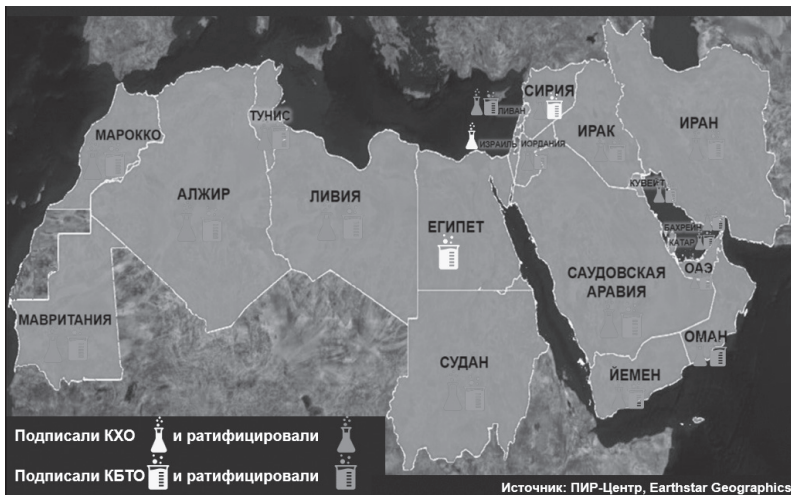 СИРИЯ
ЛИВАН
ТУНИС
МАРОККО
ИРАК
ИРАН
ИЗРАИЛЬ
ИОРДАНИЯ
АЛЖИР
ЛИВИЯ
КУВЕЙТ
ЕГИПЕТ
БАХРЕЙН
КАТАР
ОАЭ
САУДОВСКАЯ
АРАВИЯ
МАВРИТАНИЯ
ОМАН
СУДАН
ЙЕМЕН
Подписали КХО и ратифицировали
Подписали КБТО и ратифицировали
Источник: ПИР-Центр, Earthstar Geographics